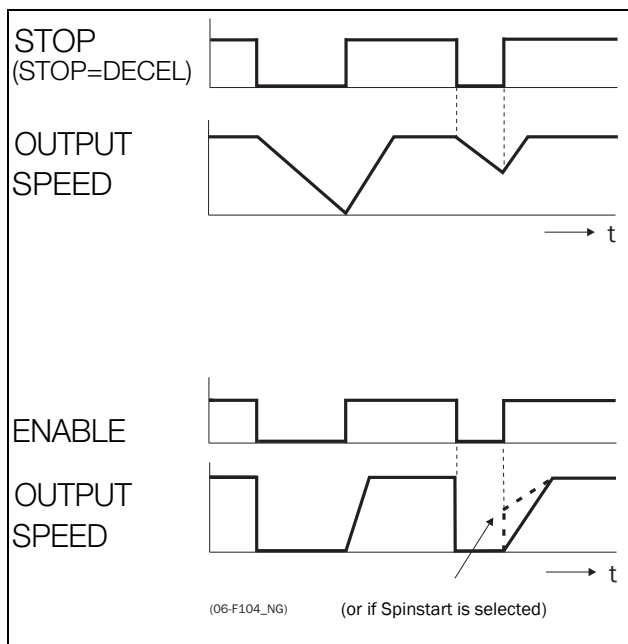 STOP
(STOP=DECEL)
OUTPUT
SPEED
t
ENABLE
OUTPUT
SPEED
t
(06-F104_NG)
(or if Spinstart is selected)